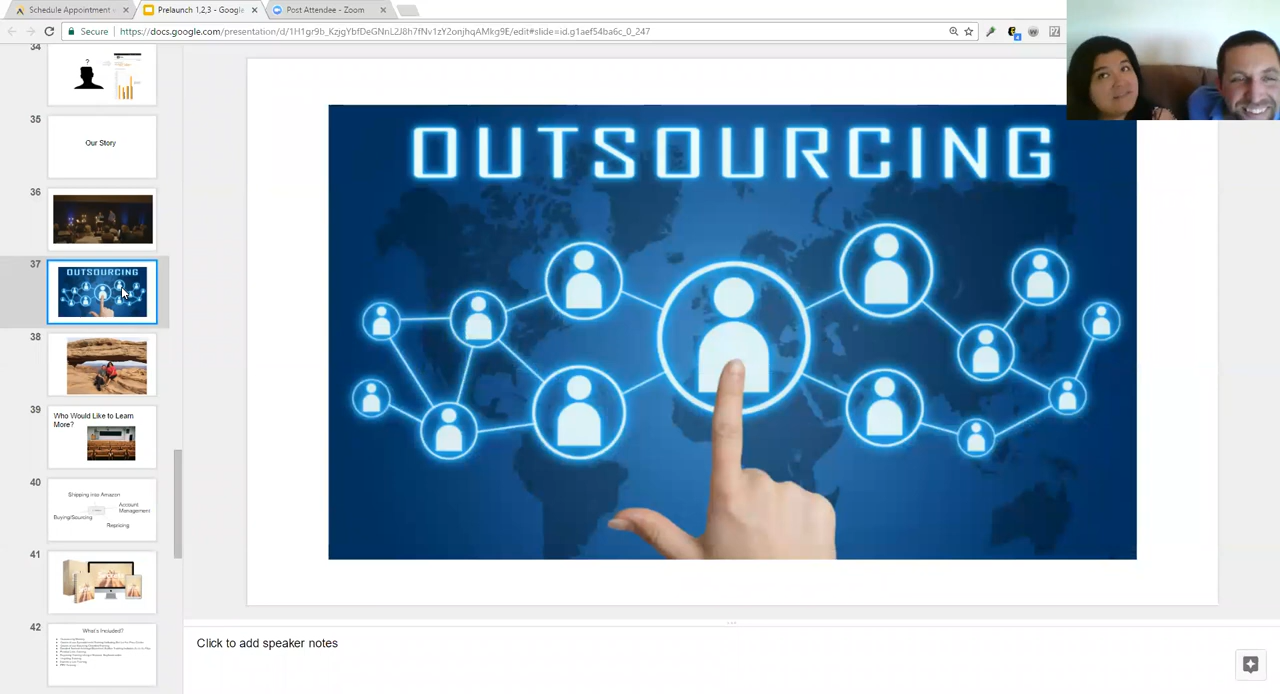 Schedule Appointment
Prelaunch 1,2,3 - Google
Post Attendee - Zoom
Secure
https://docs.google.com/presentation/d/1H1gr9b_KzjgYbfDeGNnL2J8h7fNv1zY2onjhqAMkg9E/edit#slide=id.g1aef54ba6c_0_247
34
35
Our Story
36
37
OUTSOURCING
38
39
Who Would Like to Learn
More?
40
Shipping into Amazon
Account
Management
Buying/Sourcing
Repricing
41
42
What's Included?
OUTSOURCING
Click to add speaker notes